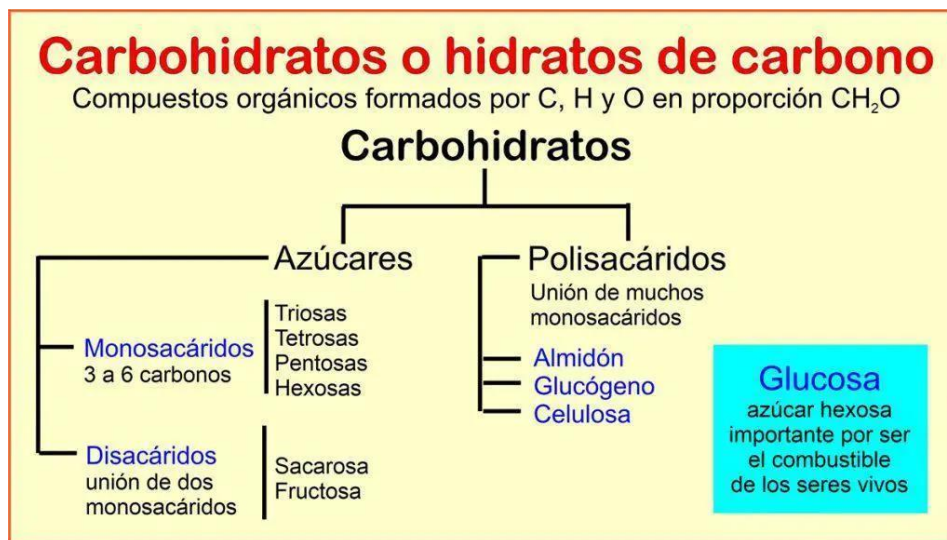 Carbohidratos o hidratos de carbono
Compuestos orgánicos formados por C, H y O en proporción CH₂O
Carbohidratos
Azúcares
Monosacáridos
3 a 6 carbonos
Triosas
Tetrosas
Pentosas
Hexosas
Disacáridos
unión de dos
monosacáridos
Sacarosa
Fructosa
Polisacáridos
Unión de muchos
monosacáridos
Almidón
Glucógeno
Celulosa
Glucosa
azúcar hexosa
importante por ser
el combustible
de los seres vivos